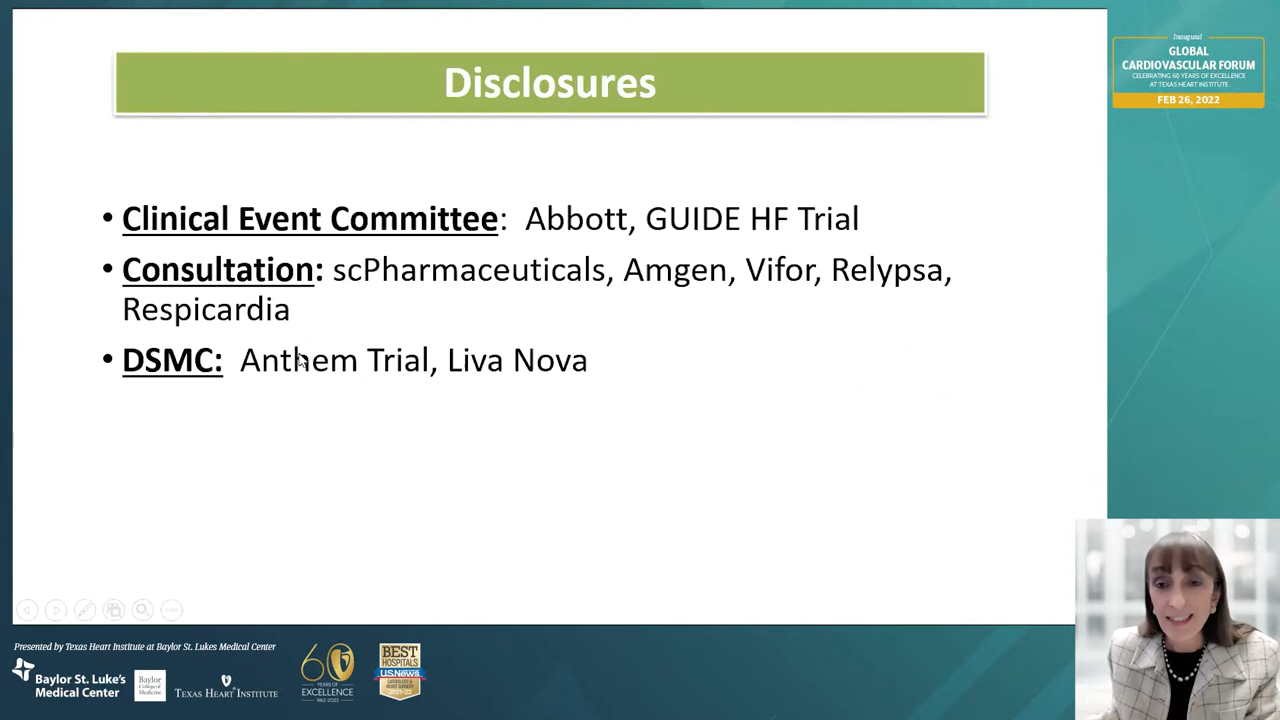 Disclosures
• Clinical Event Committee: Abbott, GUIDE HF Trial
• Consultation: scPharmaceuticals, Amgen, Vifor, Relypsa,
Respicardia
• DSMC: Anthem Trial, Liva Nova
Inaugural
GLOBAL
CARDIOVASCULAR FORUM
CELEBRATING 60 YEARS OF EXCELLENCE
AT TEXAS HEART INSTITUTE
FEB 26, 2022
Presented by Texas Heart Institute at Baylor St. Lukes Medical Center
Baylor St. Luke's
Medical Center
Baylor
College of
Medicine
TEXAS HEART INSTITUTE
60
YEARS OF
EXCELLENCE
1962-2022
BEST
HOSPITALS
U.S. News